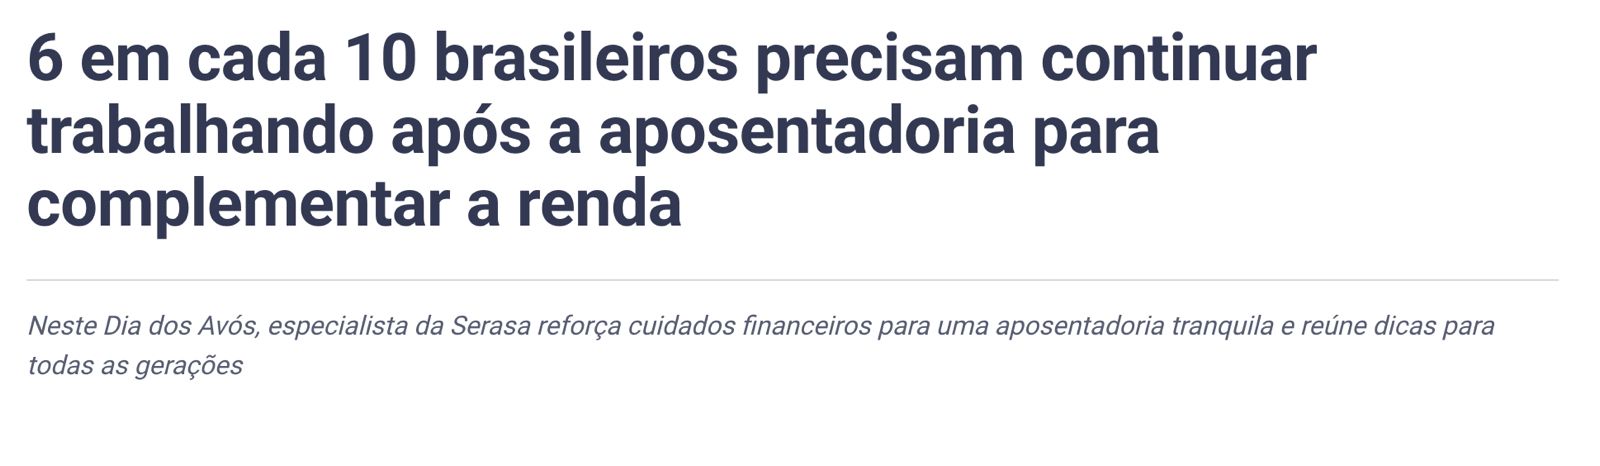 6 em cada 10 brasileiros precisam continuar
trabalhando após a aposentadoria para
complementar a renda
Neste Dia dos Avós, especialista da Serasa reforça cuidados financeiros para uma aposentadoria tranquila e reúne dicas para
todas as gerações